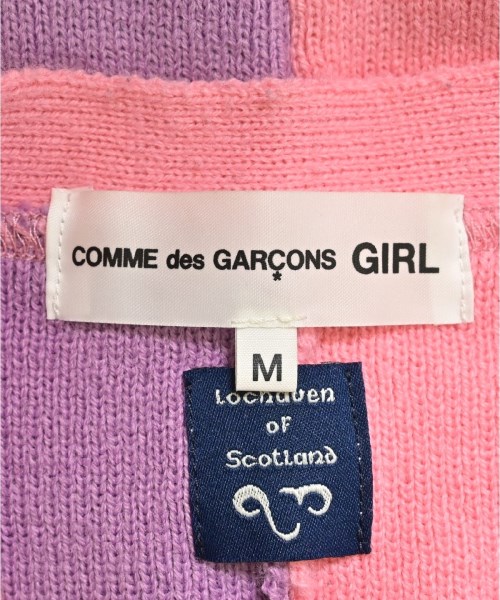 COMME des GARÇONS GIRL
M
Lochaven
of
Scotland